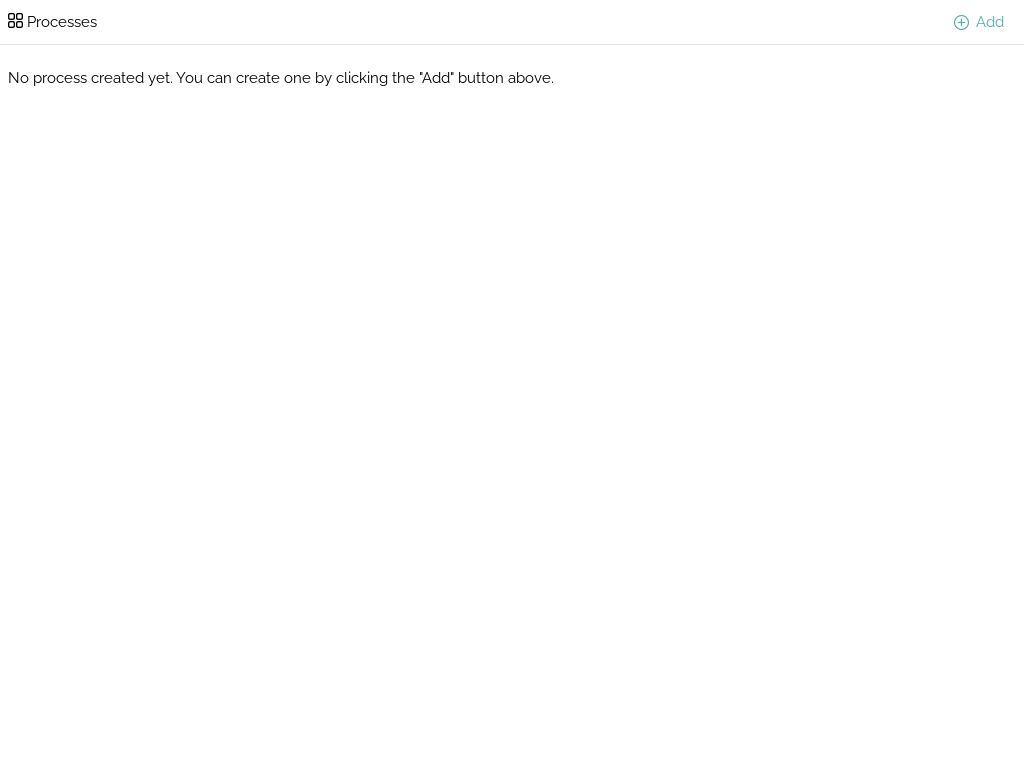 Processes
Add
No process created yet. You can create one by clicking the "Add" button above.